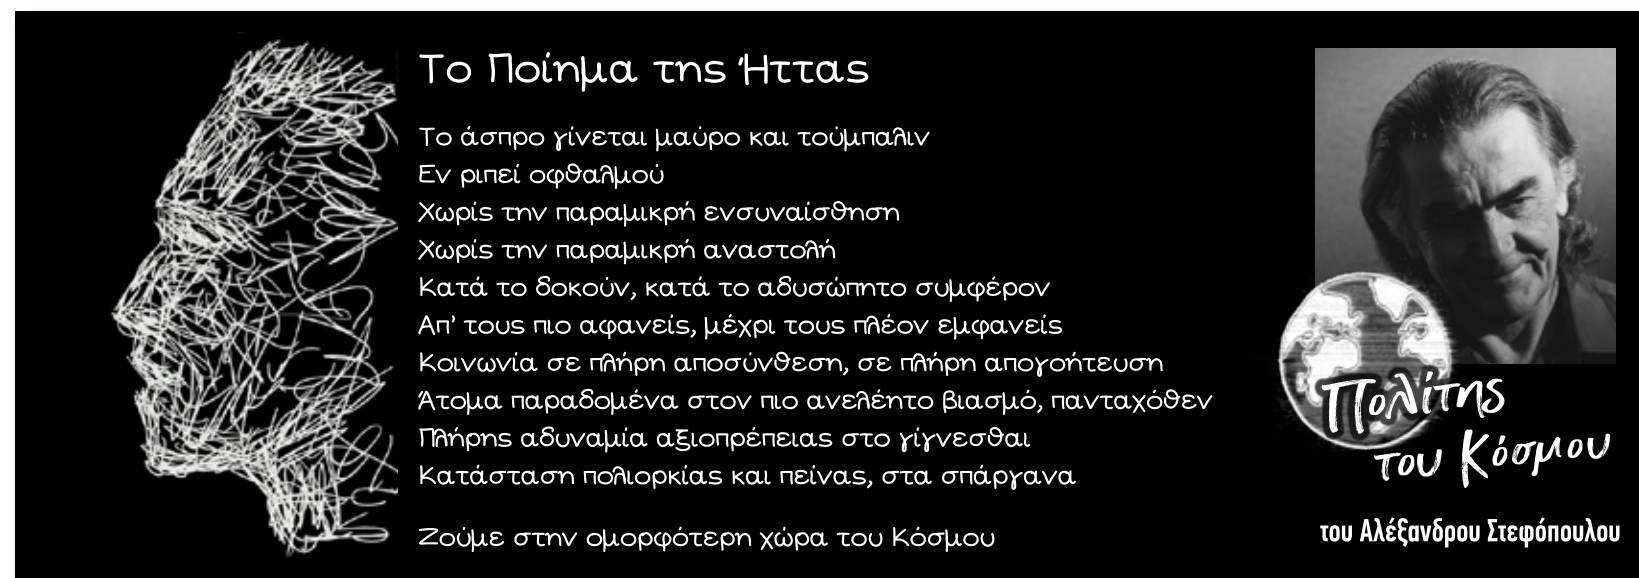 Το Ποίημα της Ήττας
Το άσπρο γίνεται μαύρο και τούμπαλιν
Εν ριπεί οφθαλμού
Χωρίς την παραμικρή ενσυναίσθηση
Χωρίς την παραμικρή αναστολή
Κατά το δοκούν, κατά το αδυσώπητο συμφέρον
Απ’ τους πιο αφανείς, μέχρι τους πλέον εμφανείς
Κοινωνία σε πλήρη αποσύνθεση, σε πλήρη απογοήτευση
Άτομα παραδομένα στον πιο ανελέητο βιασμό, πανταχόθεν
Πλήρης αδυναμία αξιοπρέπειας στο γίγνεσθαι
Κατάσταση πολιορκίας και πείνας, στα σπάργανα
Ζούμε στην ομορφότερη χώρα του Κόσμου
Πολίτης
του Κόσμου
του Αλέξανδρου Στεφόπουλου